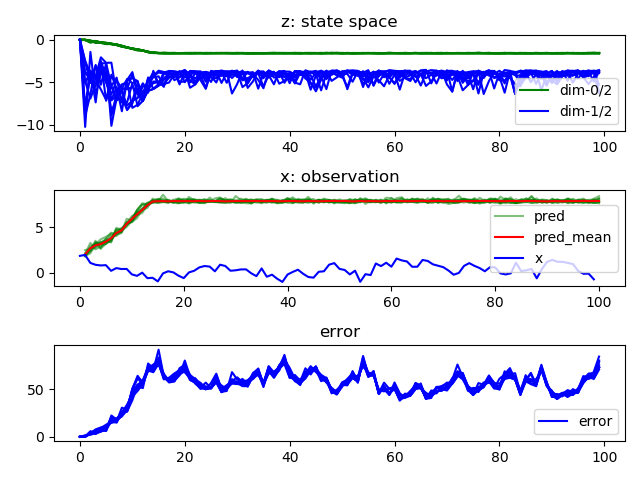 z: state space
0
−5
−10
dim-0/2
dim-1/2
0 20 40 60 80 100
x: observation
5
0
pred
pred_mean
x
0 20 40 60 80 100
error
50
0
error
0 20 40 60 80 100